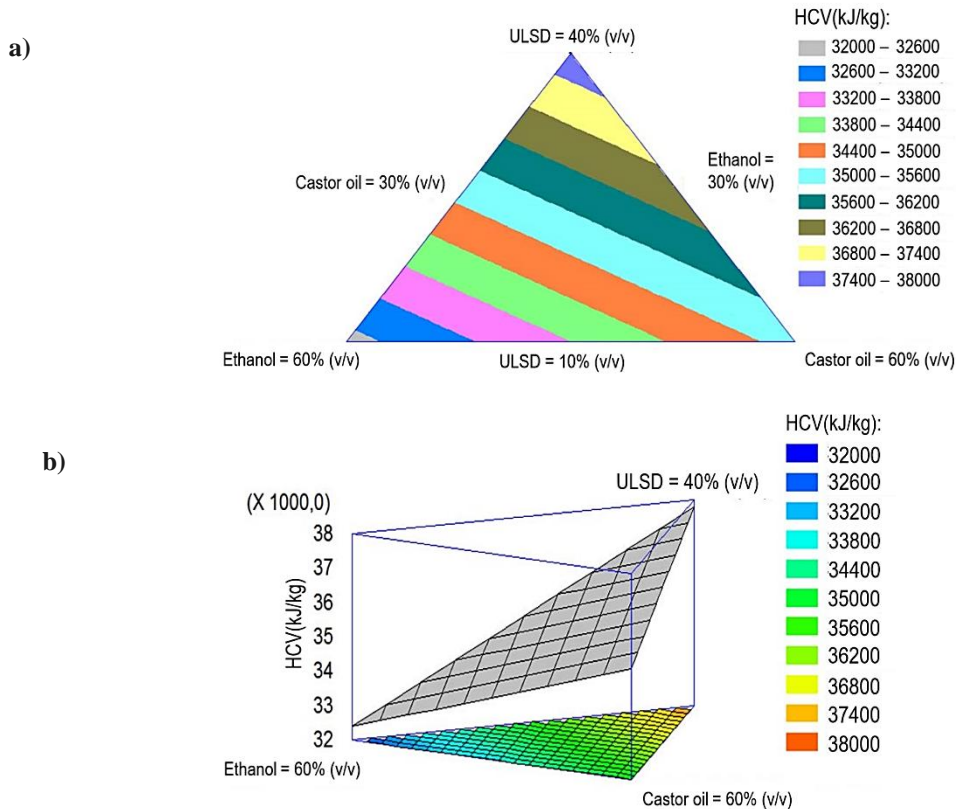 a)
ULSD = 40% (v/v)
Castor oil = 30% (v/v)
Ethanol =
30% (v/v)
Ethanol = 60% (v/v)
ULSD = 10% (v/v)
Castor oil = 60% (v/v)
HCV(kJ/kg):
32000 – 32600
32600 – 33200
33200 – 33800
33800 – 34400
34400 – 35000
35000 – 35600
35600 – 36200
36200 – 36800
36800 – 37400
37400 – 38000
b)
(X 1000,0)
ULSD = 40% (v/v)
HCV(kJ/kg)
38
37
36
35
34
33
32
Ethanol = 60% (v/v)
Castor oil = 60% (v/v)
HCV(kJ/kg):
32000
32600
33200
33800
34400
35000
35600
36200
36800
37400
38000